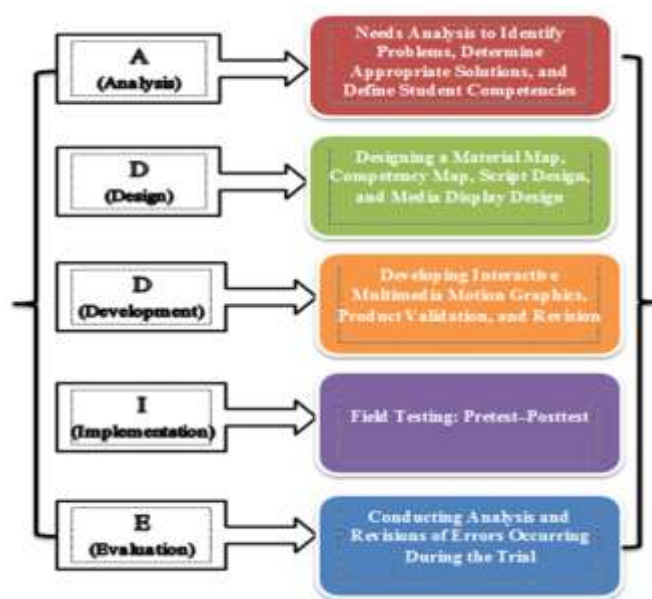 A
(Analysis)
Needs Analysis to Identify
Problems, Determine
Appropriate Solutions, and
Define Student Competencies
D
(Design)
Designing a Material Map,
Competency Map, Script Design,
and Media Display Design
D
(Development)
Developing Interactive
Multimedia Motion Graphics,
Product Validation, and Revision
I
(Implementation)
Field Testing: Pretest–Posttest
E
(Evaluation)
Conducting Analysis and
Revisions of Errors Occurring
During the Trial